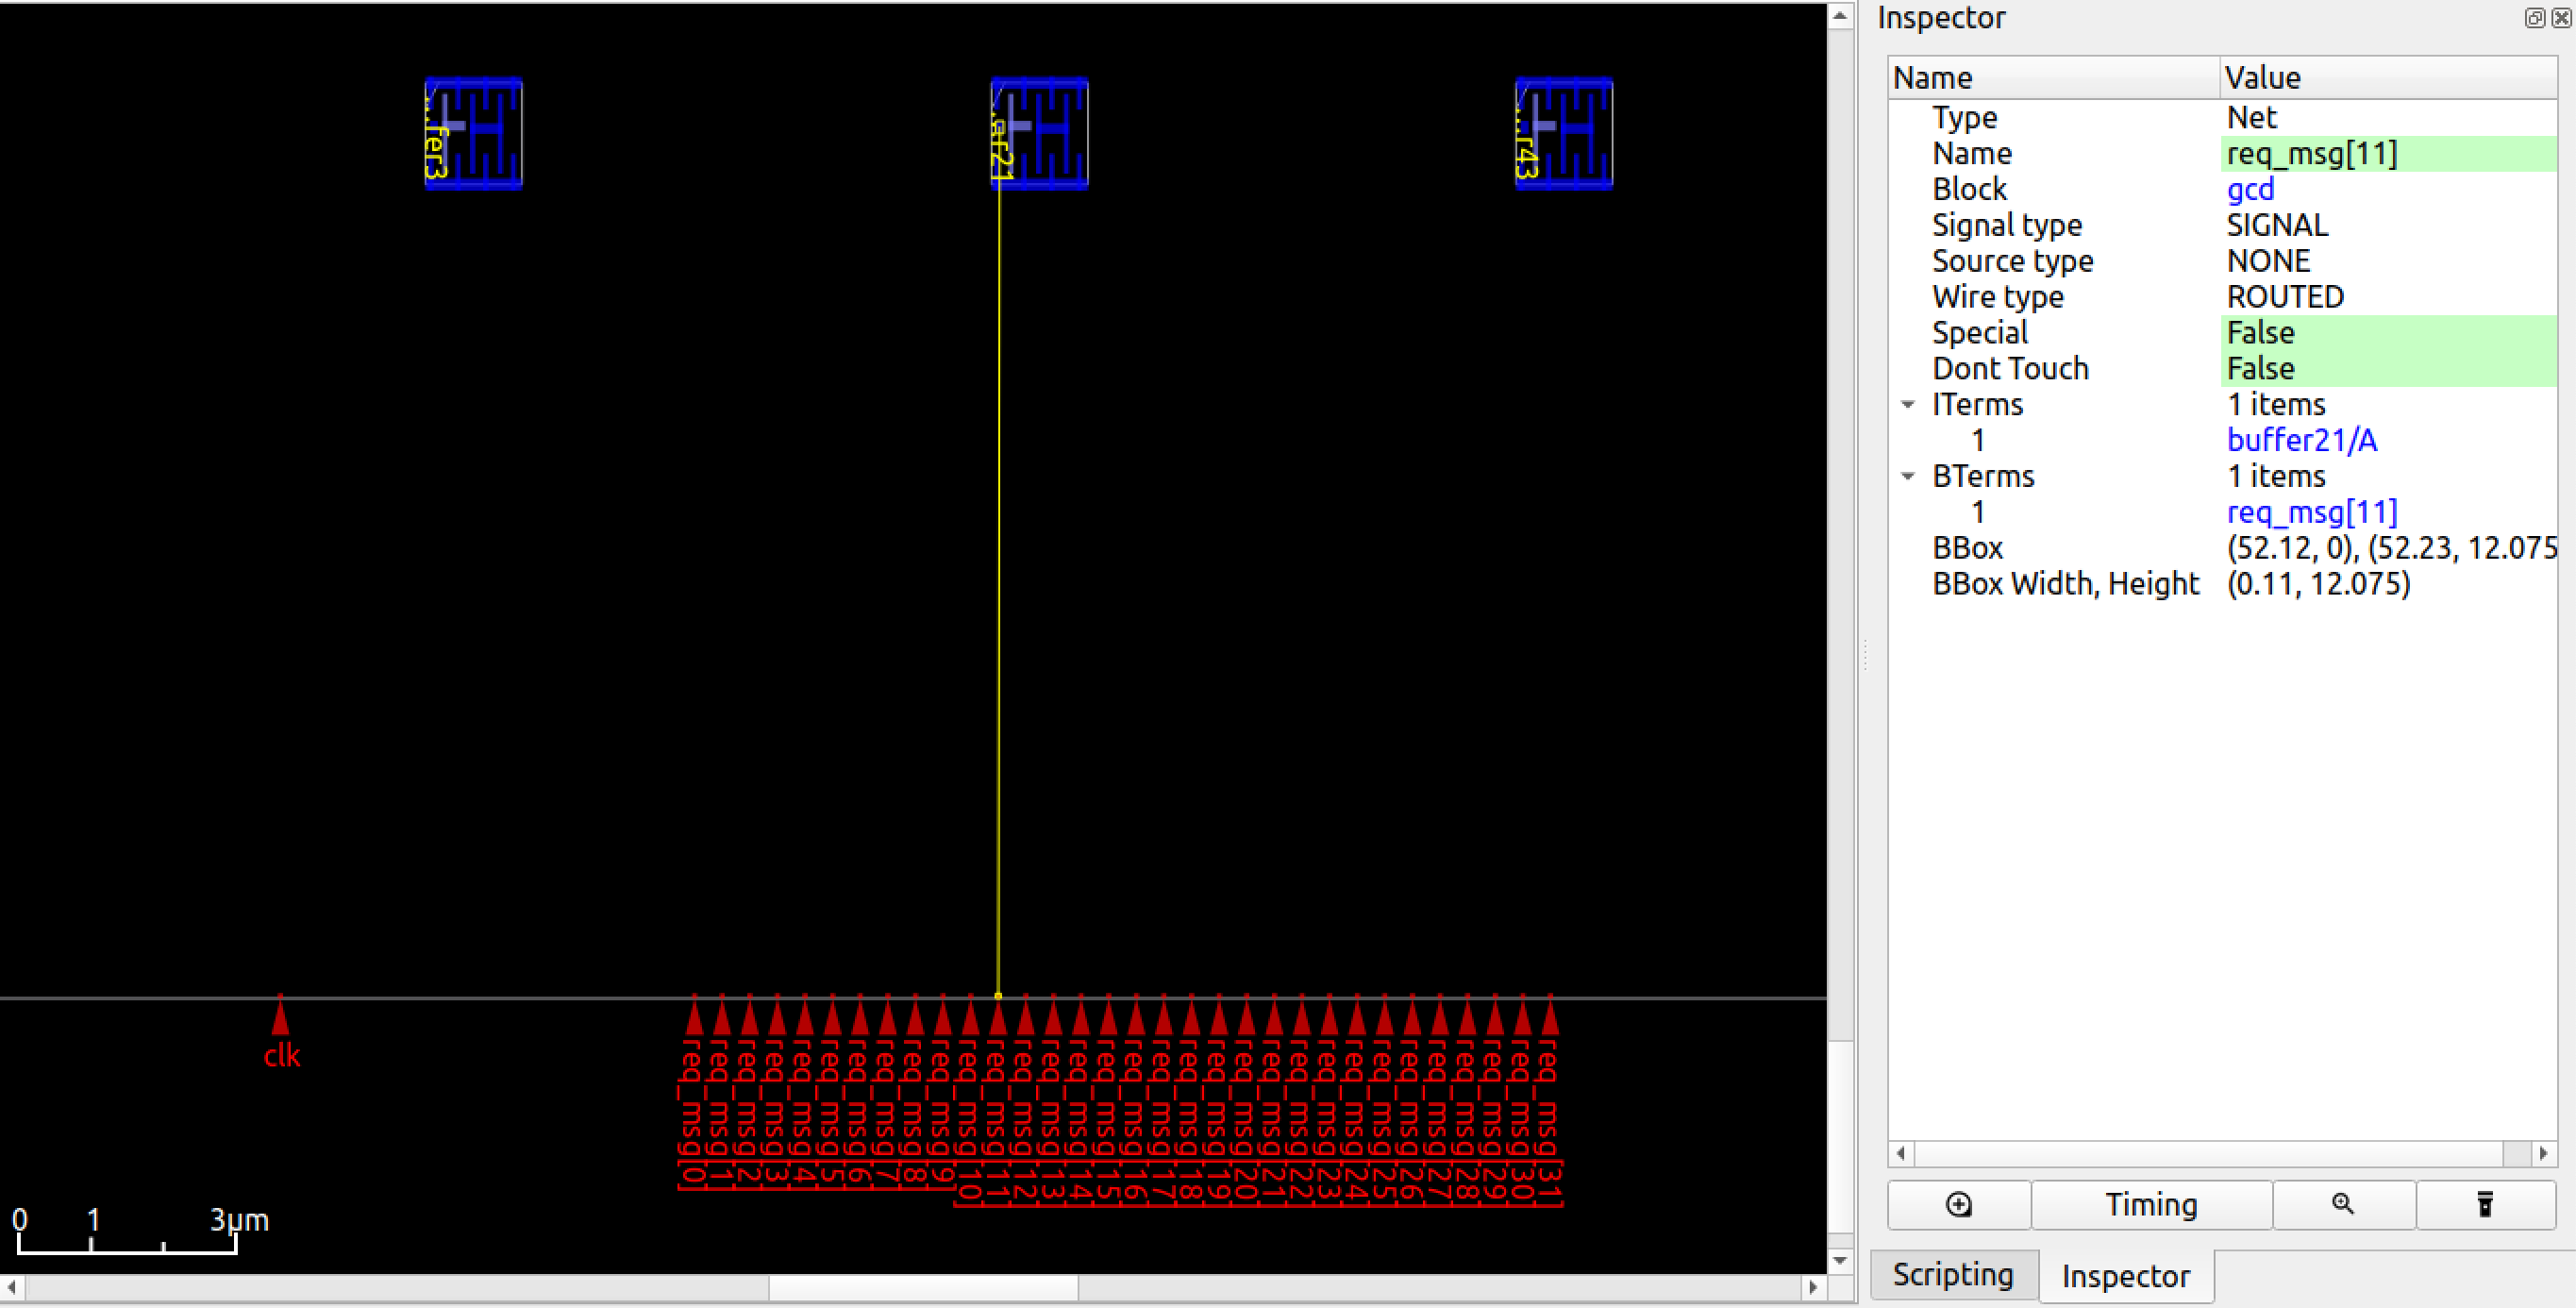 Inspector
Name Value
Type Net
Name req_msg[11]
Block gcd
Signal type SIGNAL
Source type NONE
Wire type ROUTED
Special False
Dont Touch False
ITerms 1 items
1 buffer21/A
BTerms 1 items
1 req_msg[11]
BBox (52.12, 0), (52.23, 12.075
BBox Width, Height (0.11, 12.075)
Timing
Scripting
Inspector
...fer3
...r43
clk
req_msg[0]
req_msg[1]
req_msg[2]
req_msg[3]
req_msg[4]
req_msg[5]
req_msg[6]
req_msg[7]
req_msg[8]
req_msg[9]
req_msg[10]
req_msg[11]
req_msg[12]
req_msg[13]
req_msg[14]
req_msg[15]
req_msg[16]
req_msg[17]
req_msg[18]
req_msg[19]
req_msg[20]
req_msg[21]
req_msg[22]
req_msg[23]
req_msg[24]
req_msg[25]
req_msg[26]
req_msg[27]
req_msg[28]
req_msg[29]
req_msg[30]
req_msg[31]
0 1 3μm